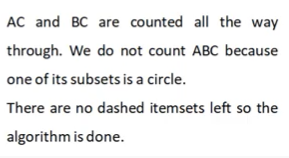 AC and BC are counted all the way
through. We do not count ABC because
one of its subsets is a circle.
There are no dashed itemsets left so the
algorithm is done.